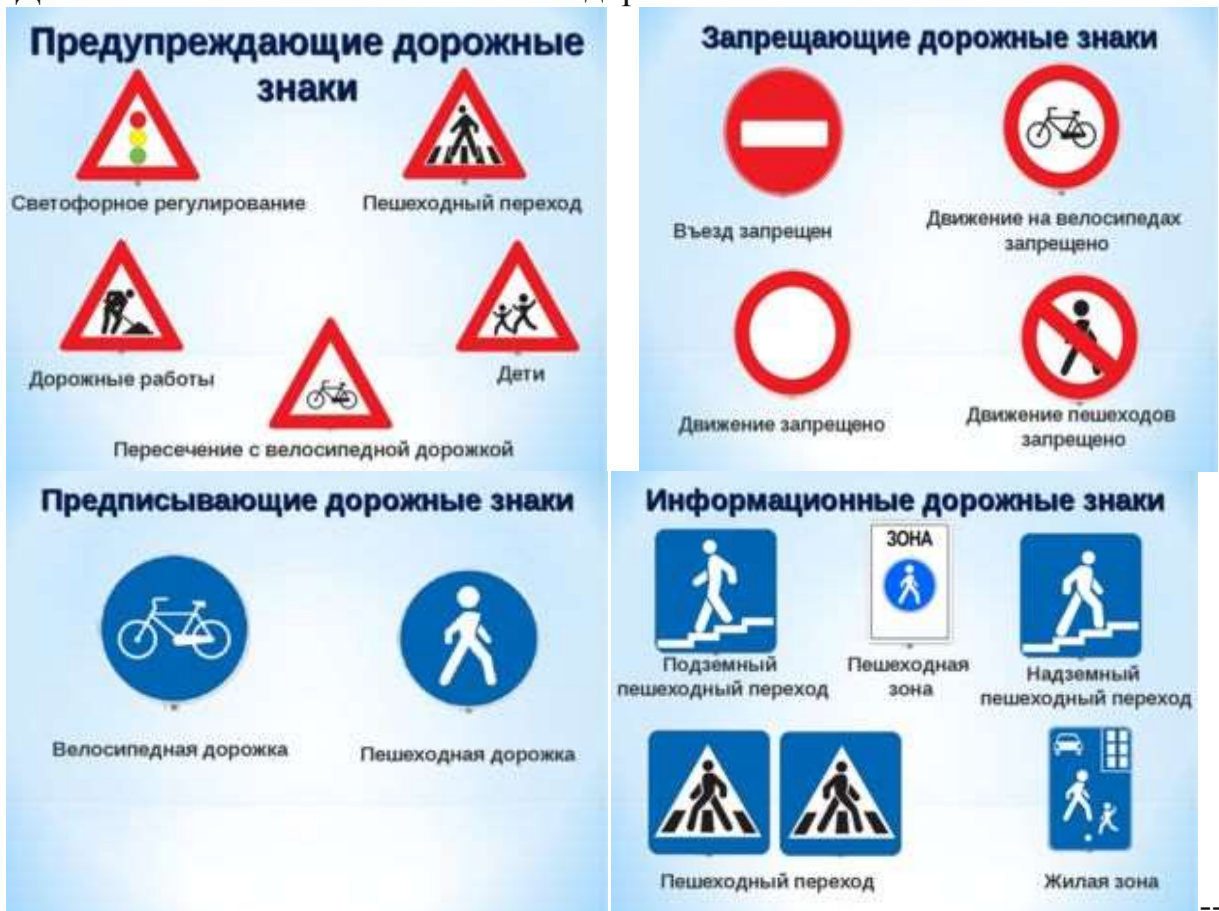 Предупреждающие дорожные
знаки
Светофорное регулирование
Пешеходный переход
Дорожные работы
Дети
Пересечение с велосипедной дорожкой
Запрещающие дорожные знаки
Въезд запрещен
Движение на велосипедах
запрещено
Движение запрещено
Движение пешеходов
запрещено
Предписывающие дорожные знаки
Велосипедная дорожка
Пешеходная дорожка
Информационные дорожные знаки
ЗОНА
Подземный
пешеходный переход
Пешеходная
зона
Надземный
пешеходный переход
Пешеходный переход
Жилая зона